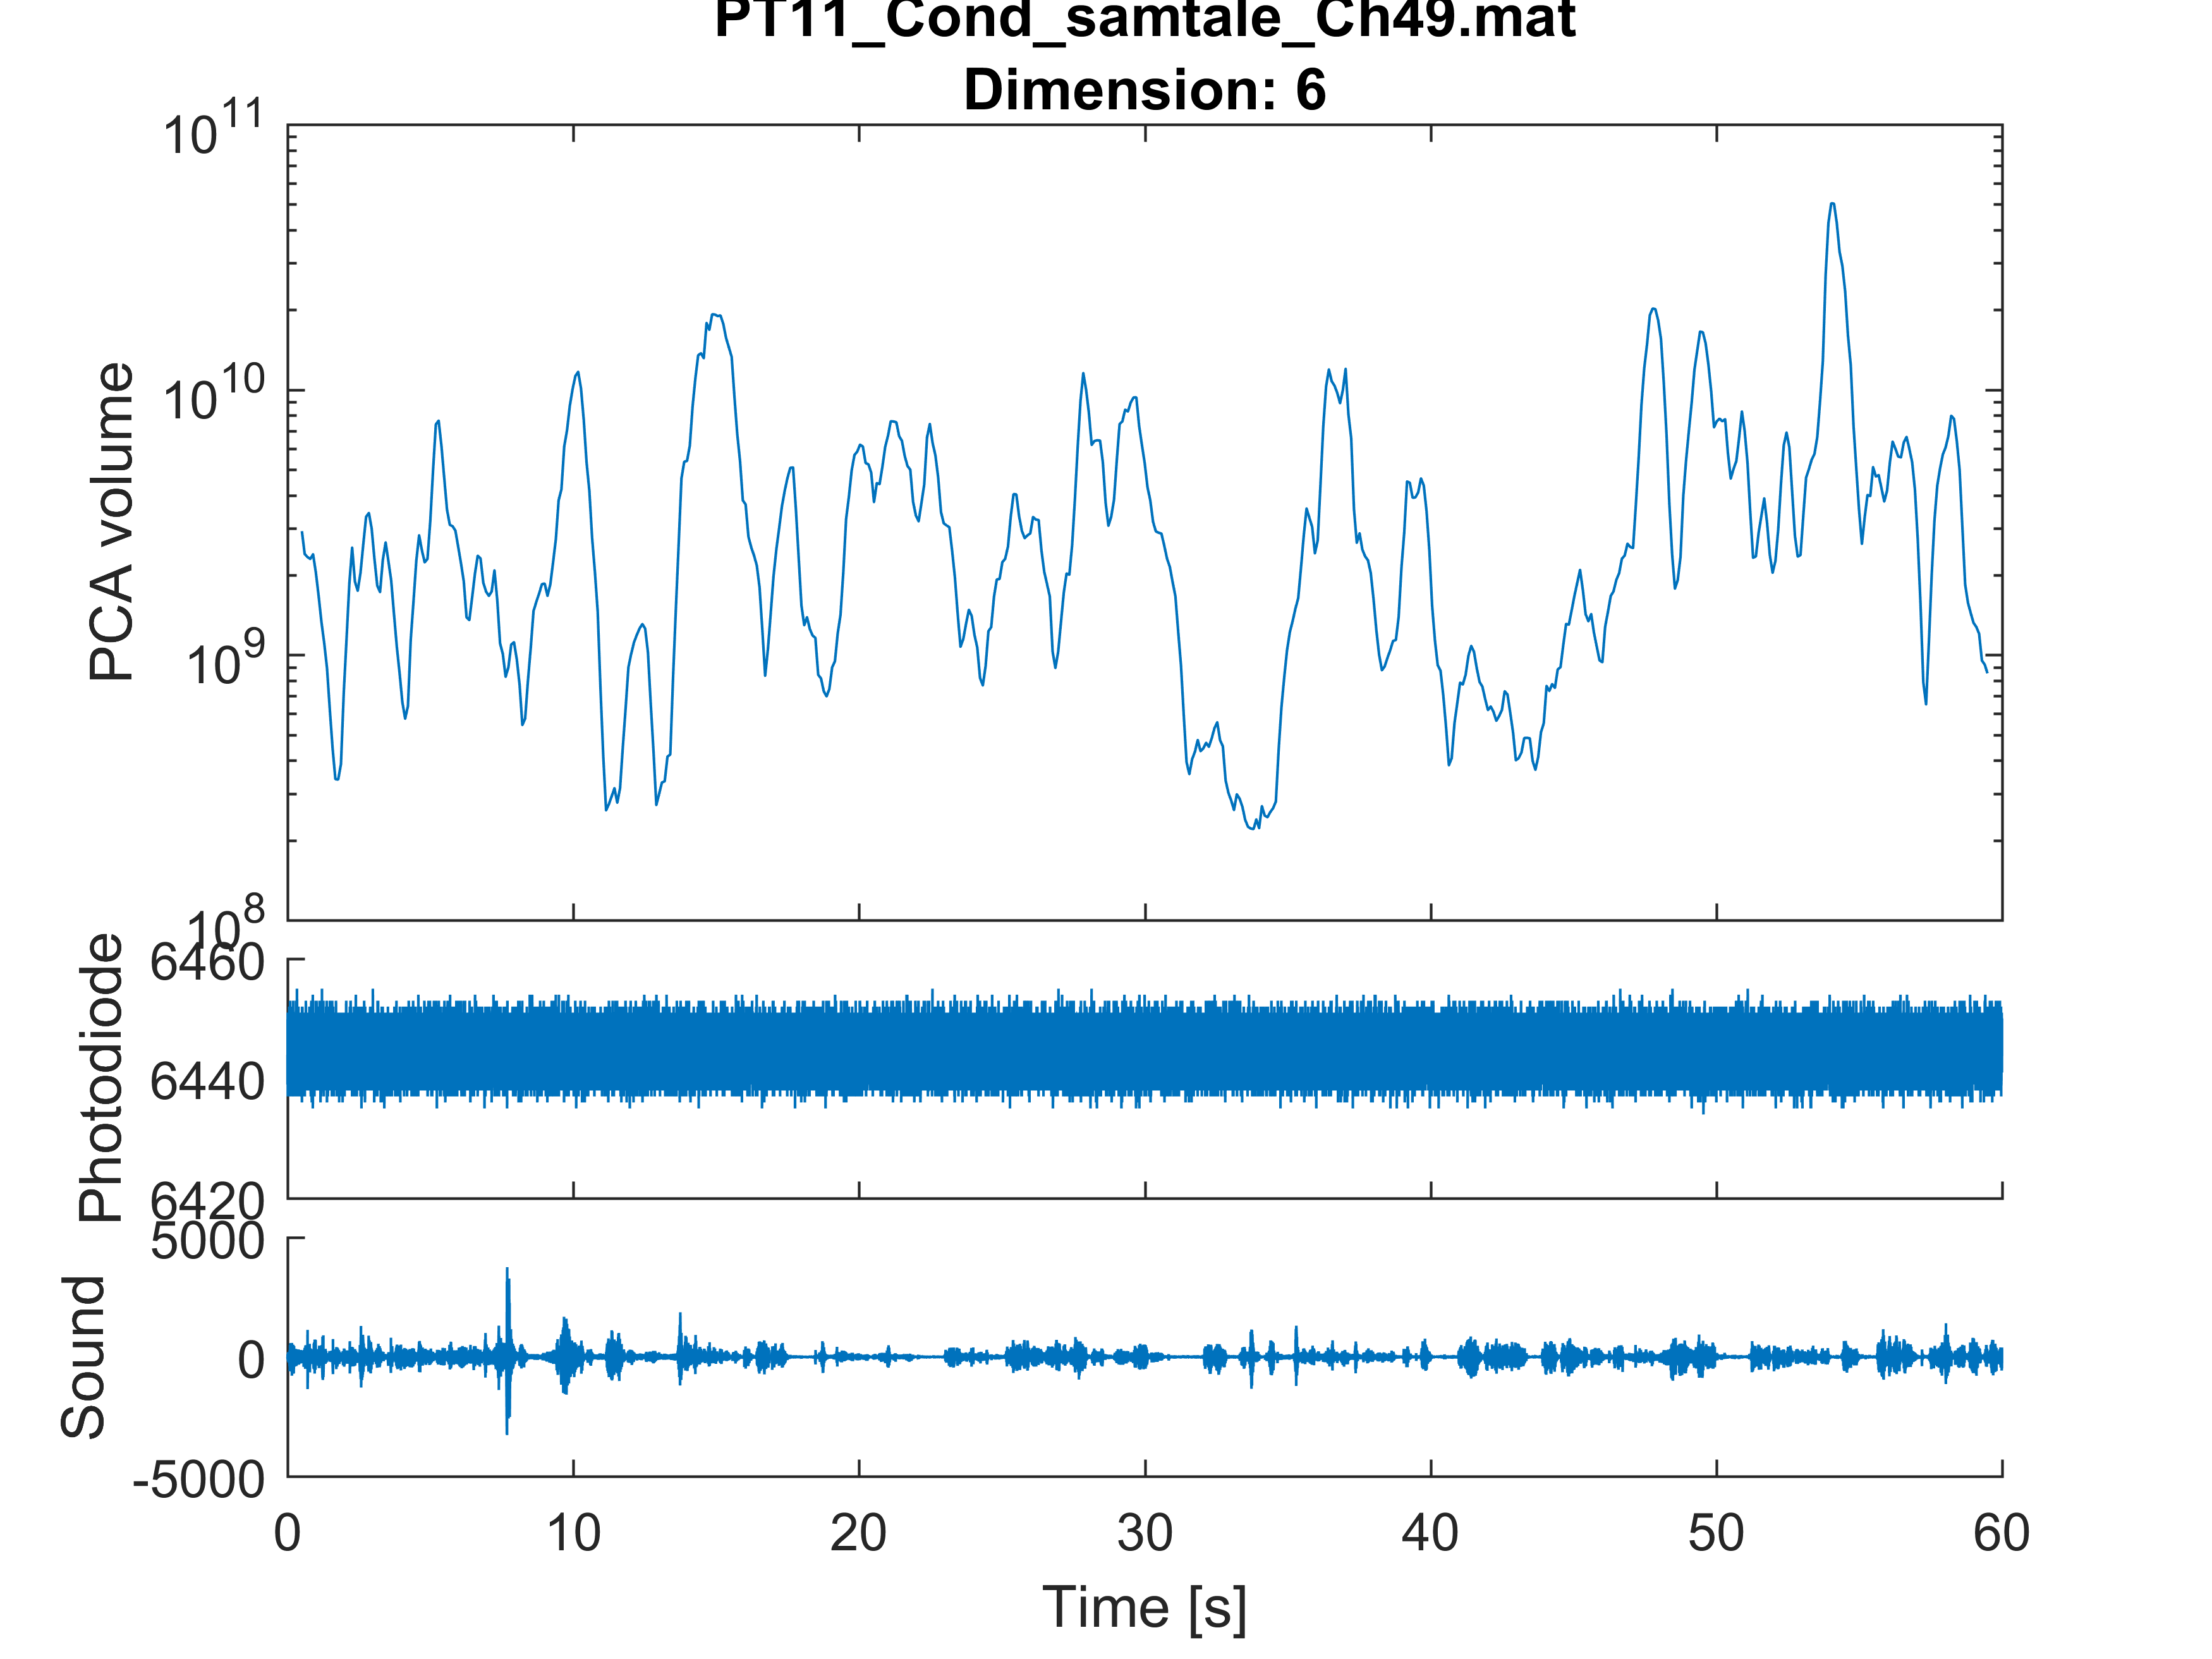 PT11_Cond_samtale_Ch49.mat
Dimension: 6
10^11
10^10
10^9
10^8
PCA volume
6460
6440
6420
Photodiode
5000
0
-5000
Sound
0 10 20 30 40 50 60
Time [s]